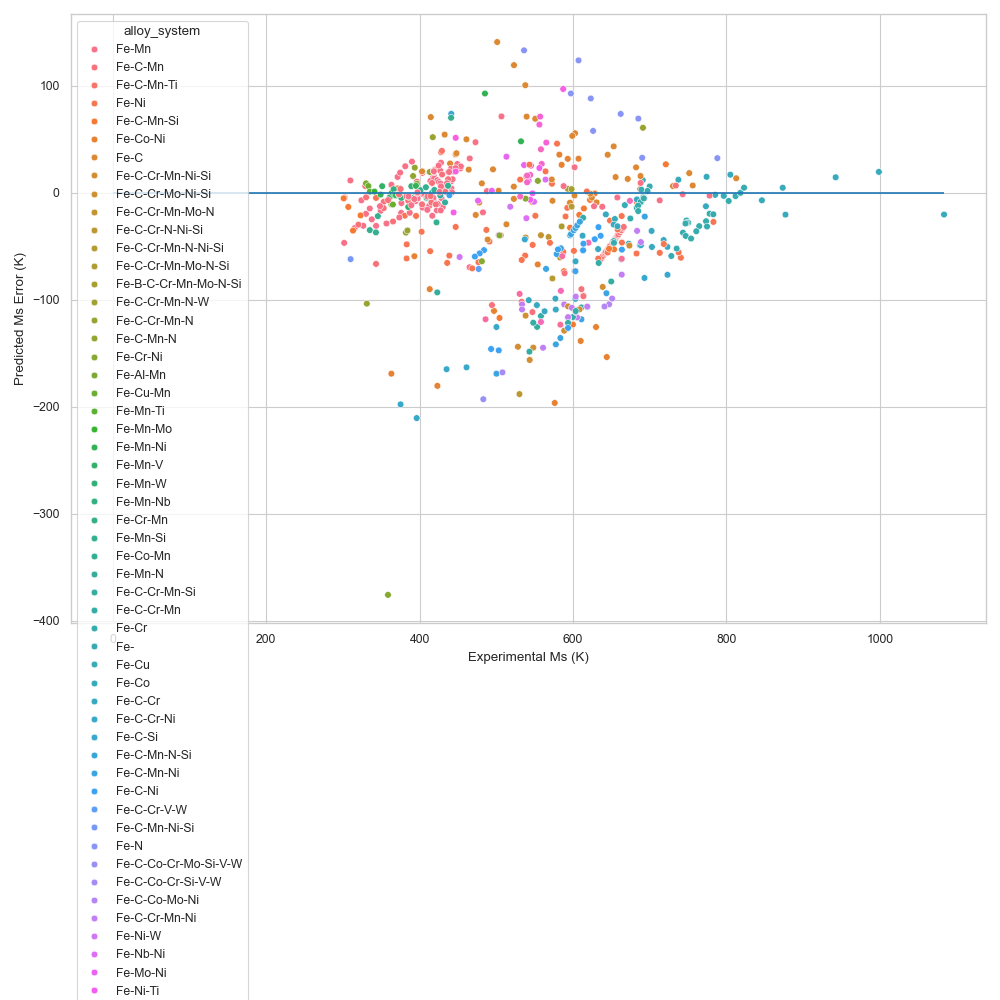 alloy_system
Fe-Mn
Fe-C-Mn
Fe-C-Mn-Ti
Fe-Ni
Fe-C-Mn-Si
Fe-Co-Ni
Fe-C
Fe-C-Cr-Mn-Ni-Si
Fe-C-Cr-Mo-Ni-Si
Fe-C-Cr-Mn-Mo-N
Fe-C-Cr-N-Ni-Si
Fe-C-Cr-Mn-N-Ni-Si
Fe-C-Cr-Mn-Mo-N-Si
Fe-B-C-Cr-Mn-Mo-N-Si
Fe-C-Cr-Mn-N-W
Fe-C-Cr-Mn-N
Fe-C-Mn-N
Fe-Cr-Ni
Fe-Al-Mn
Fe-Cu-Mn
Fe-Mn-Ti
Fe-Mn-Mo
Fe-Mn-Ni
Fe-Mn-V
Fe-Mn-W
Fe-Mn-Nb
Fe-Cr-Mn
Fe-Mn-Si
Fe-Co-Mn
Fe-Mn-N
Fe-C-Cr-Mn-Si
Fe-C-Cr-Mn
Fe-Cr
Fe-
Fe-Cu
Fe-Co
Fe-C-Cr
Fe-C-Cr-Ni
Fe-C-Si
Fe-C-Mn-N-Si
Fe-C-Mn-Ni
Fe-C-Ni
Fe-C-Cr-V-W
Fe-C-Mn-Ni-Si
Fe-N
Fe-C-Co-Cr-Mo-Si-V-W
Fe-C-Co-Cr-Si-V-W
Fe-C-Co-Mo-Ni
Fe-C-Cr-Mn-Ni
Fe-Ni-W
Fe-Nb-Ni
Fe-Mo-Ni
Fe-Ni-Ti
100
0
−100
−200
−300
−400
Predicted Ms Error (K)
0
200
400
600
800
1000
Experimental Ms (K)